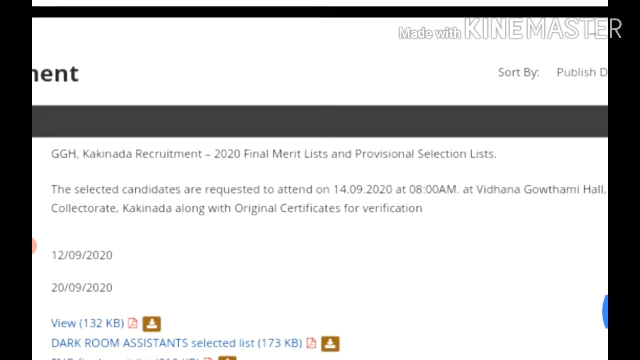 Made with KINEMASTER
ment
Sort By: Publish D
GGH, Kakinada Recruitment – 2020 Final Merit Lists and Provisional Selection Lists.
The selected candidates are requested to attend on 14.09.2020 at 08:00AM. at Vidhana Gowthami Hall,
Collectorate, Kakinada along with Original Certificates for verification
12/09/2020
20/09/2020
View (132 KB)
DARK ROOM ASSISTANTS selected list (173 KB)